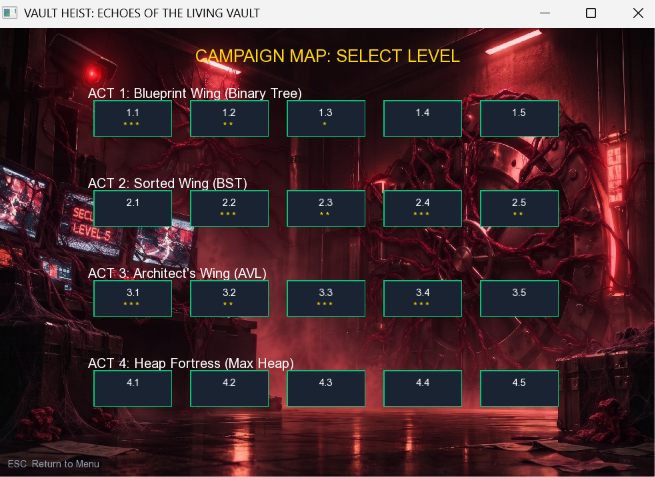 VAULT HEIST: ECHOES OF THE LIVING VAULT
CAMPAIGN MAP: SELECT LEVEL
ACT 1: Blueprint Wing (Binary Tree)
1.1 1.2 1.3 1.4 1.5
*** ** *
ACT 2: Sorted Wing (BST)
2.1 2.2 2.3 2.4 2.5
*** ** *** **
SECU
LEVEL 5
ACT 3: Architect's Wing (AVL)
3.1 3.2 3.3 3.4 3.5
*** ** *** ***
ACT 4: Heap Fortress (Max Heap)
4.1 4.2 4.3 4.4 4.5
ESC Return to Menu